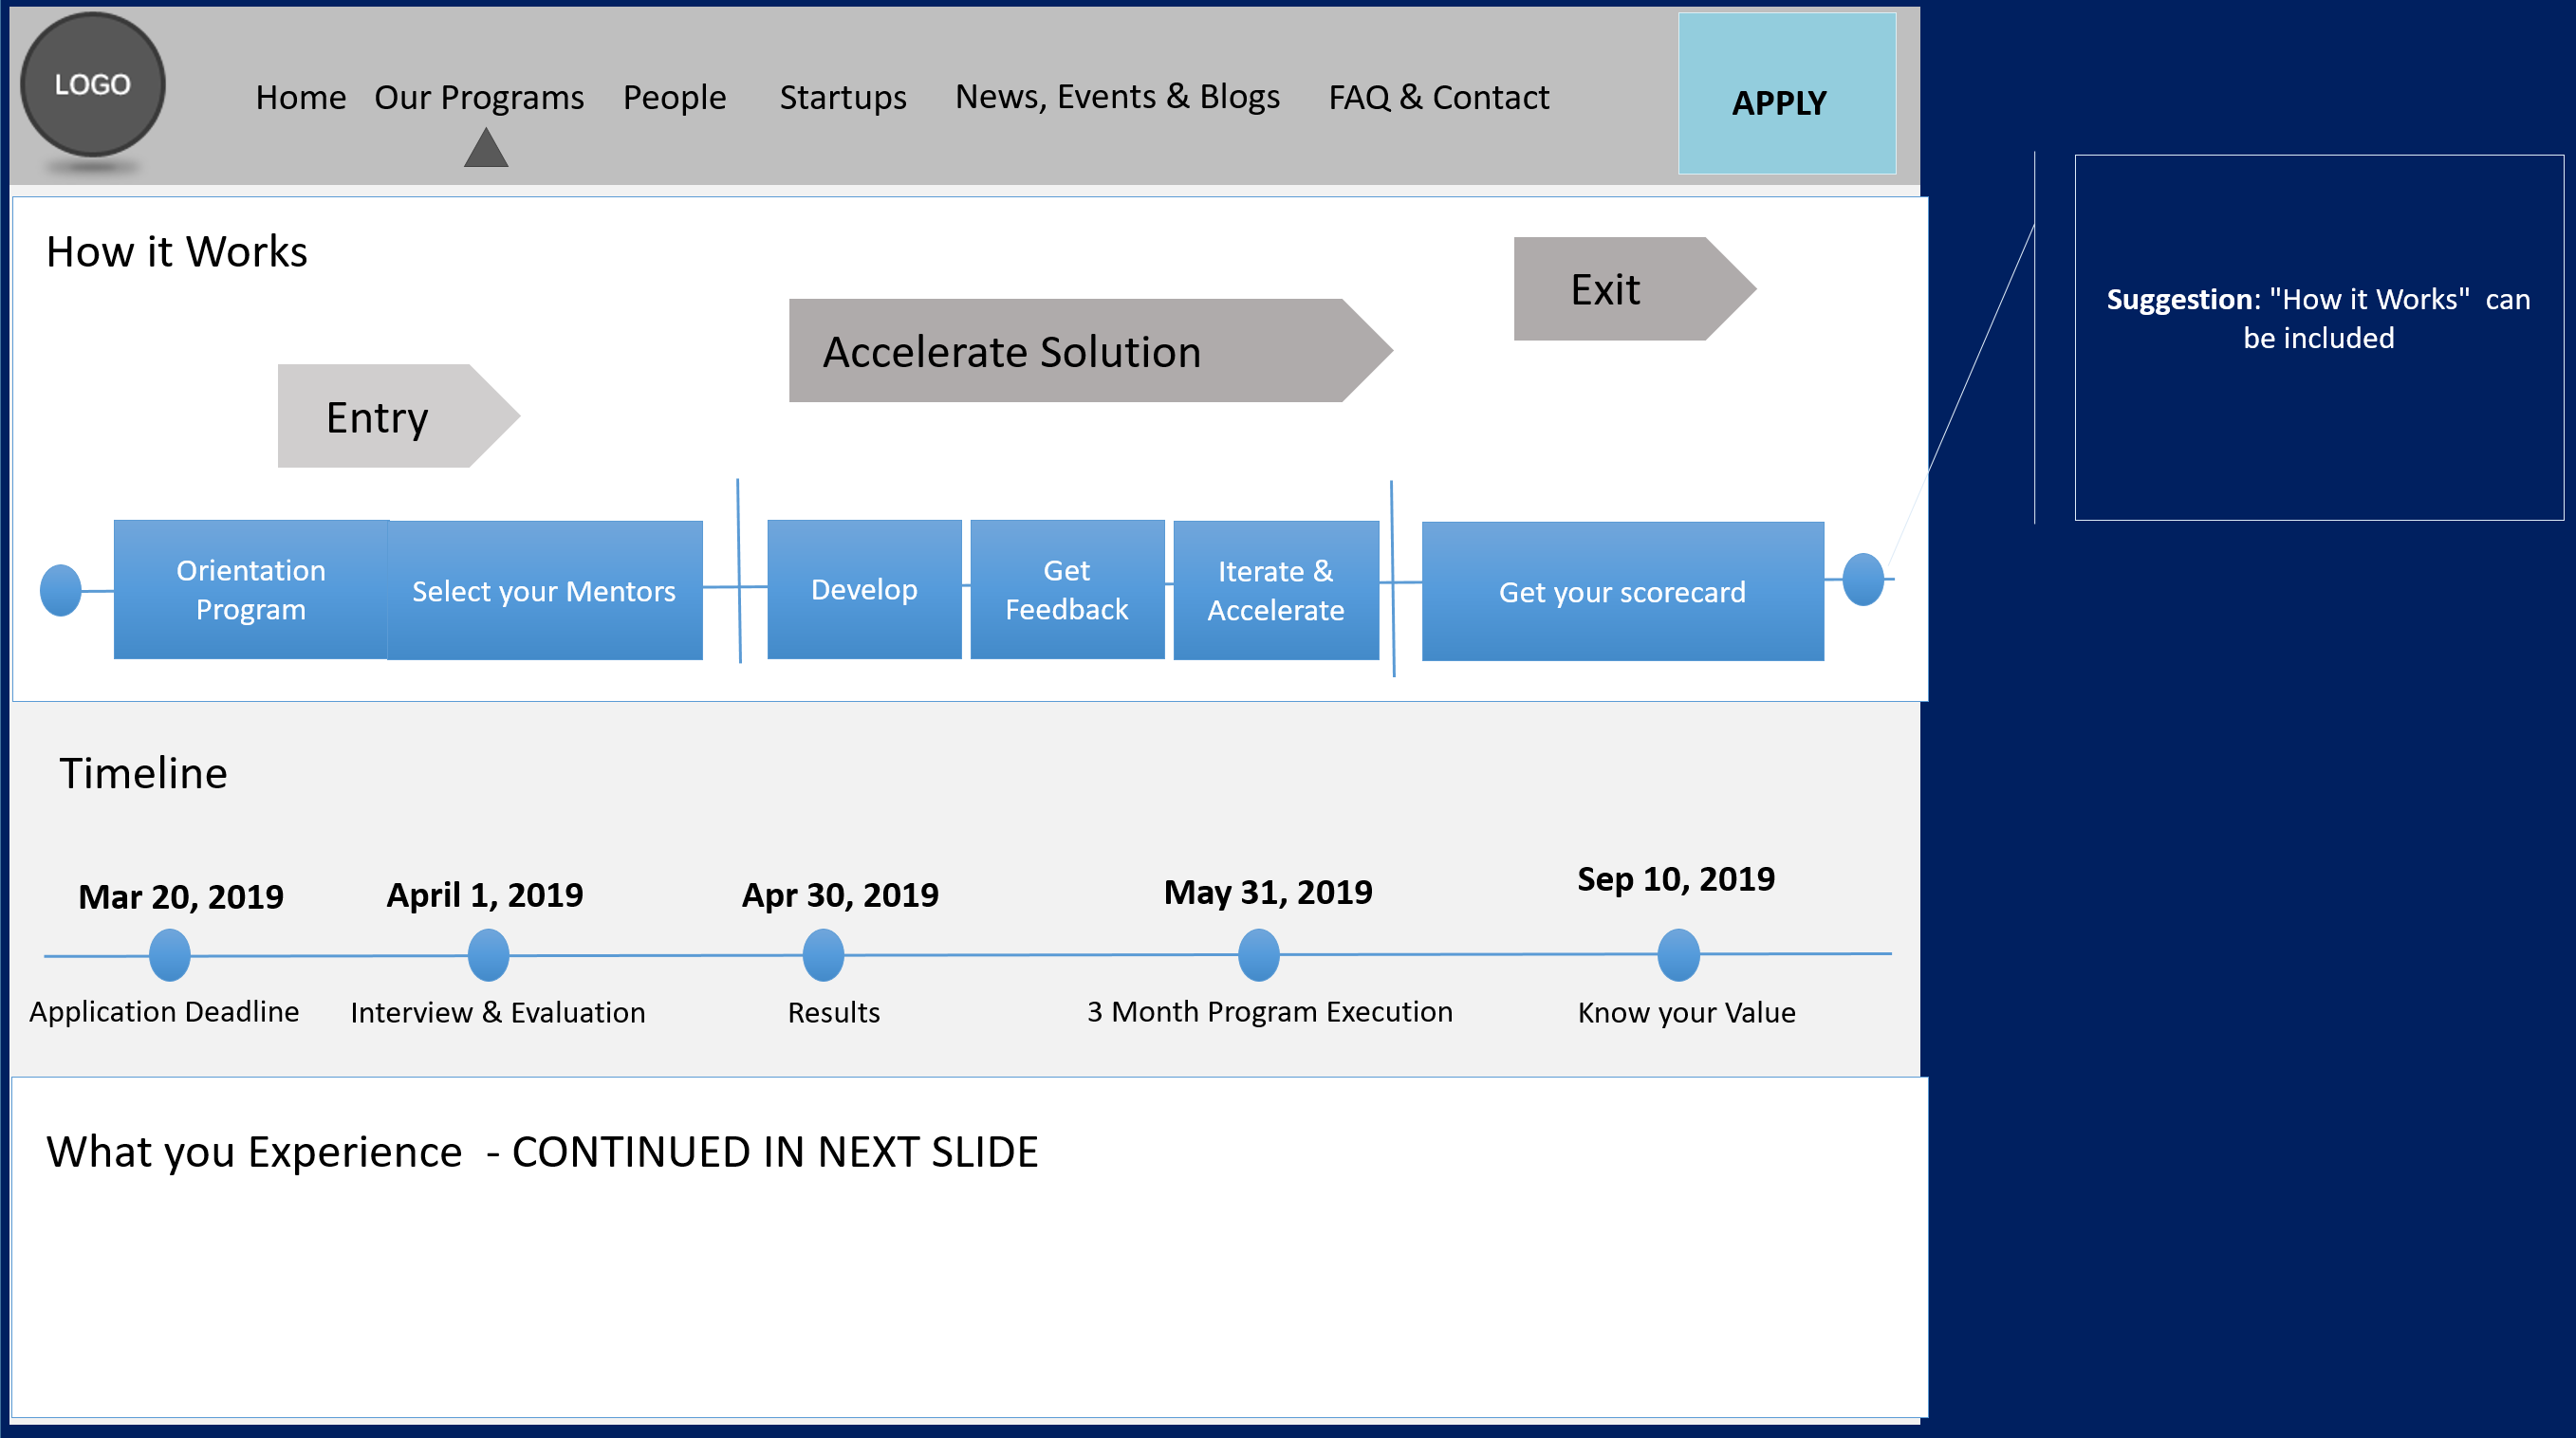 LOGO
Home
Our Programs
People
Startups
News, Events & Blogs
FAQ & Contact
APPLY
How it Works
Entry
Accelerate Solution
Exit
Orientation
Program
Select your Mentors
Develop
Get
Feedback
Iterate &
Accelerate
Get your scorecard
Suggestion: "How it Works"  can
be included
Timeline
Mar 20, 2019
April 1, 2019
Apr 30, 2019
May 31, 2019
Sep 10, 2019
Application Deadline
Interview & Evaluation
Results
3 Month Program Execution
Know your Value
What you Experience  - CONTINUED IN NEXT SLIDE